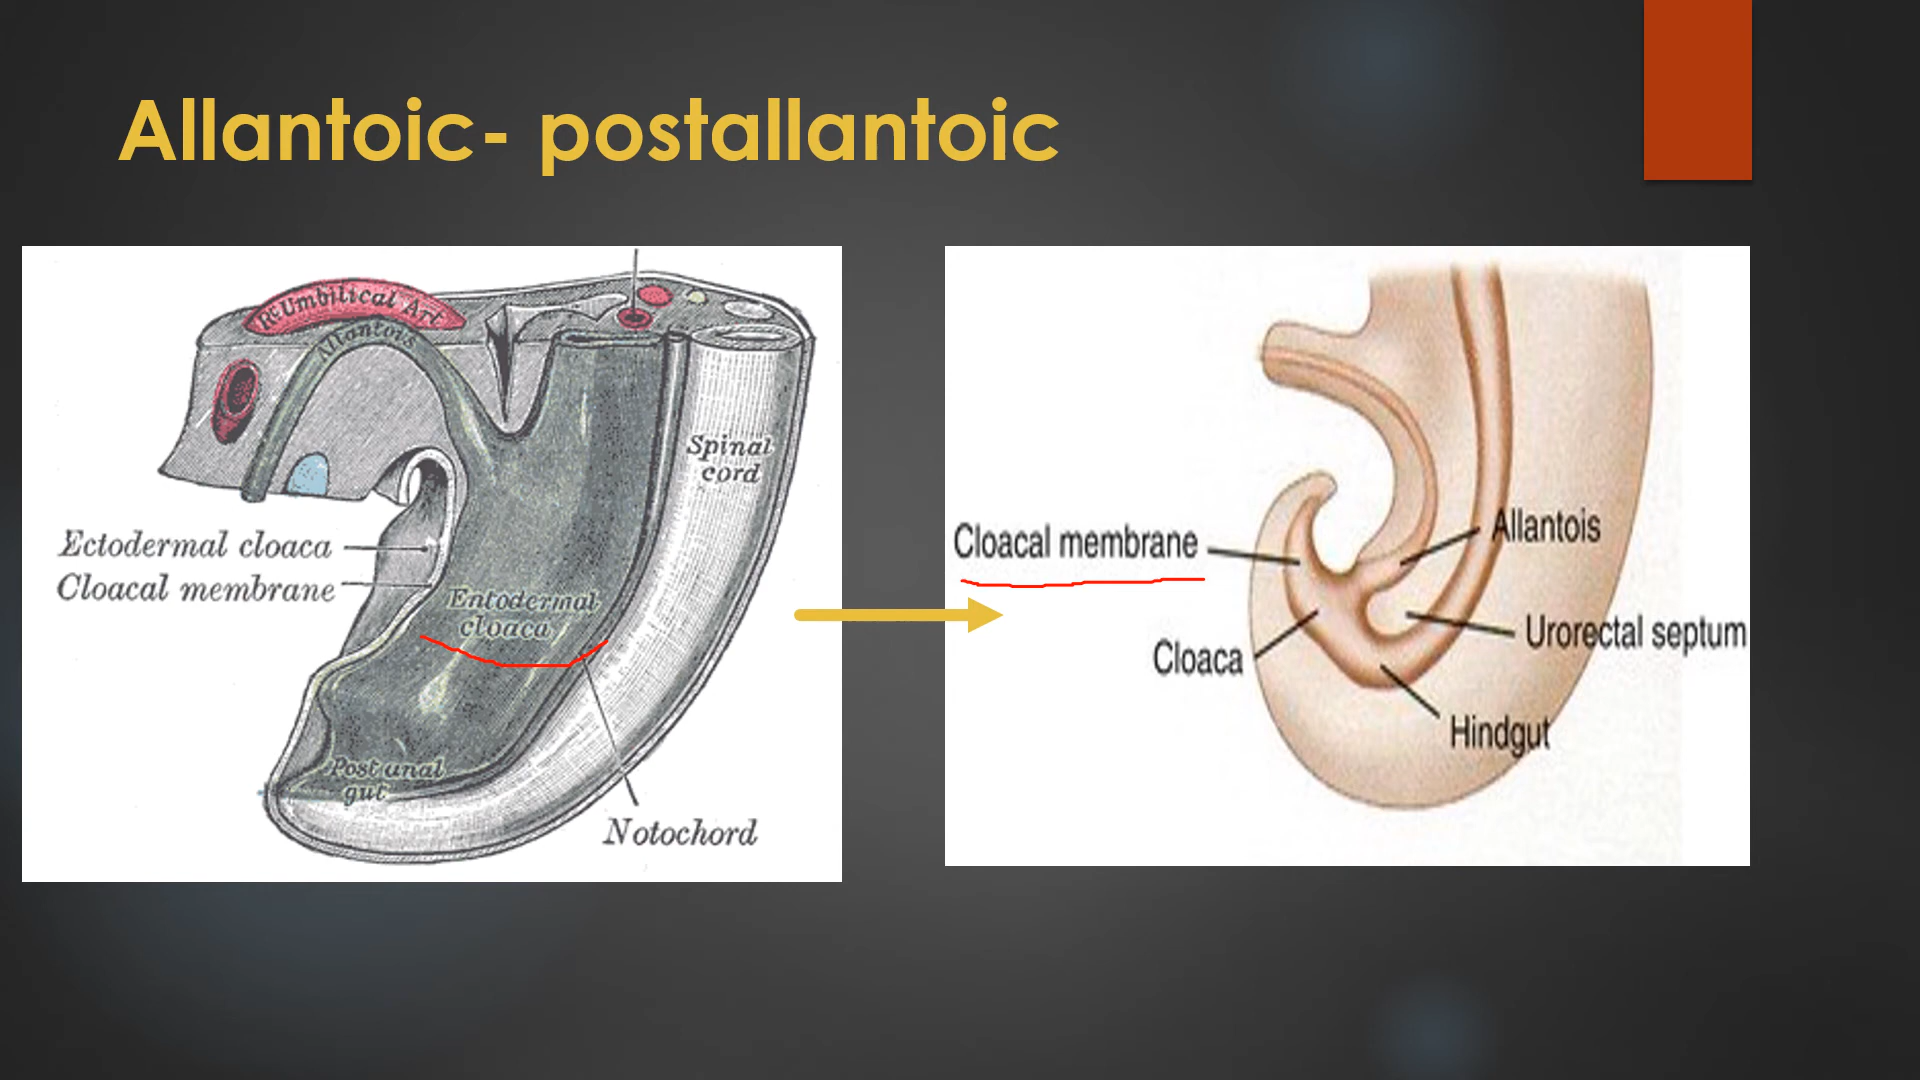 Allantoic- postallantoic
Rt Umbilical Art
Allantois
Spinal
cord
Ectodermal cloaca
Cloacal membrane
Entodermal
cloaca
Post anal
gut
Notochord
Cloacal membrane
Allantois
Cloaca
Urorectal septum
Hindgut